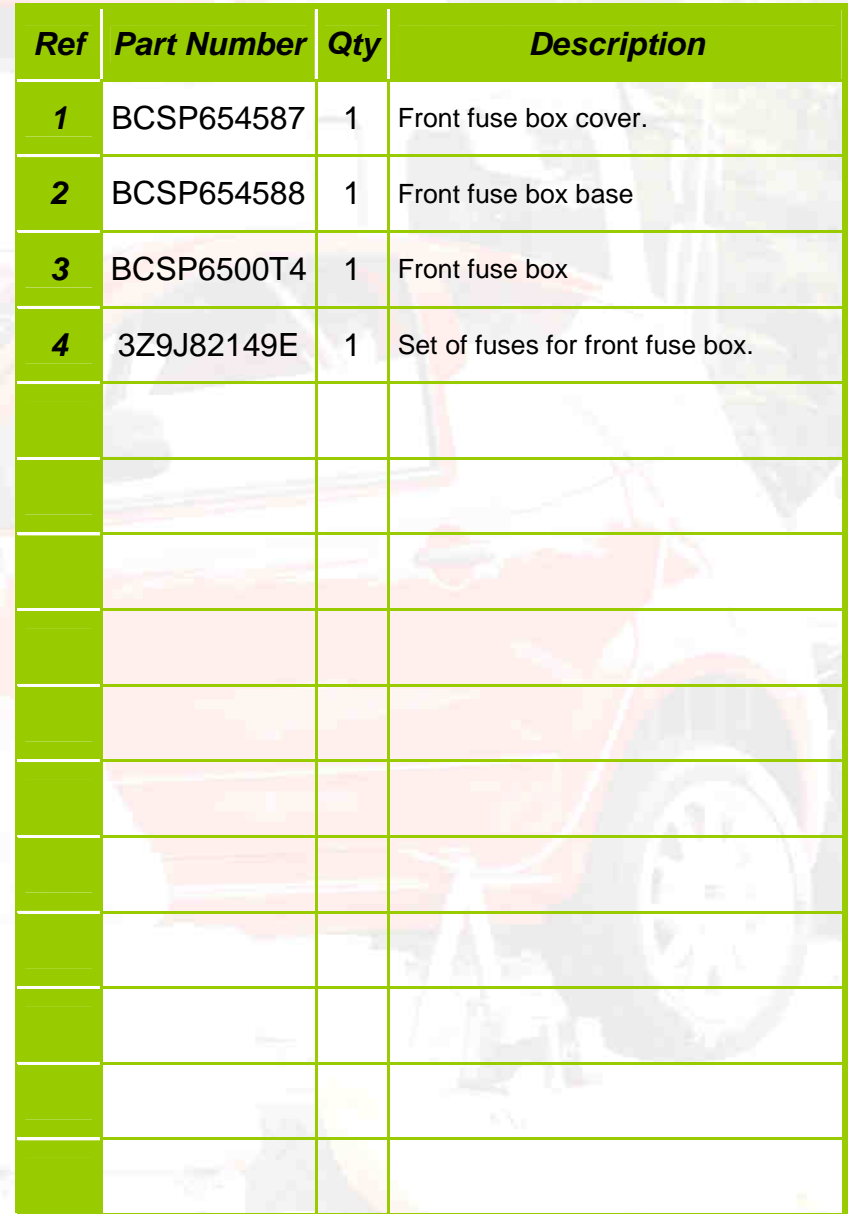 Ref Part Number Qty Description
1 BCSP654587 1 Front fuse box cover.
2 BCSP654588 1 Front fuse box base
3 BCSP6500T4 1 Front fuse box
4 3Z9J82149E 1 Set of fuses for front fuse box.